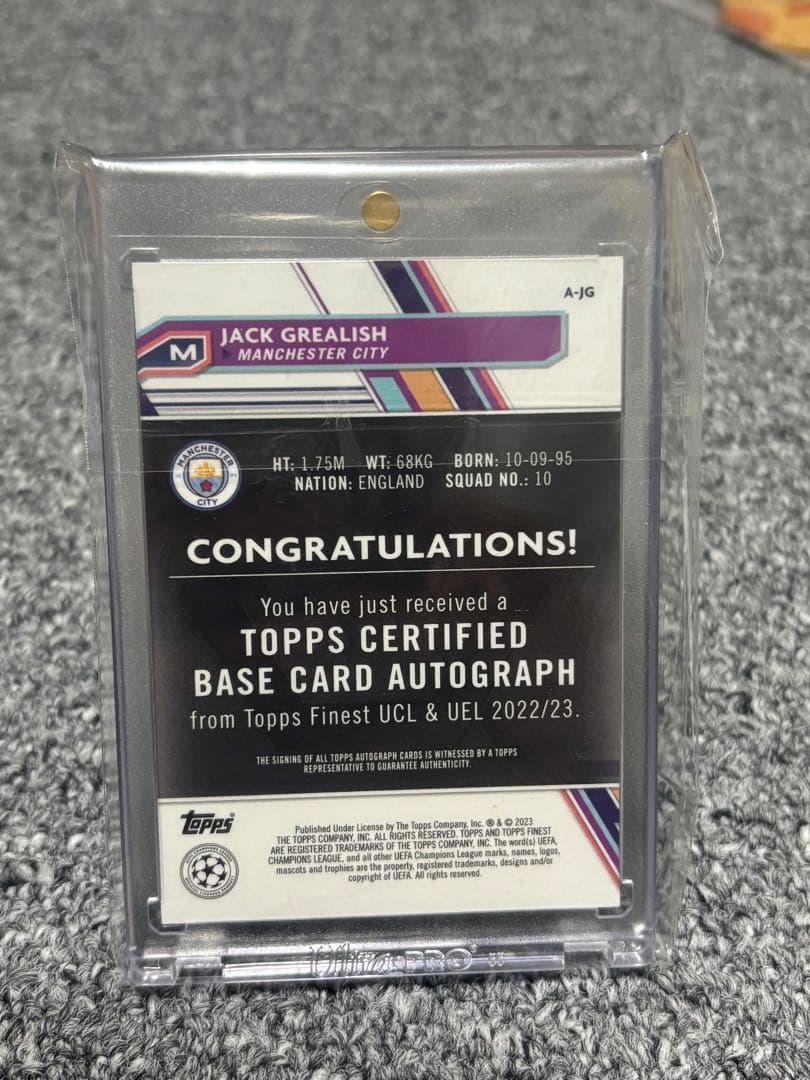 A-JG
M
JACK GREALISH
MANCHESTER CITY
MANCHESTER
CITY
HT: 1.75M WT: 68KG BORN: 10-09-95
NATION: ENGLAND SQUAD NO.: 10
CONGRATULATIONS!
You have just received a
TOPPS CERTIFIED
BASE CARD AUTOGRAPH
from Topps Finest UCL & UEL 2022/23.
THE SIGNING OF ALL TOPPS AUTOGRAPH CARDS IS WITNESSED BY A TOPPS
REPRESENTATIVE TO GUARANTEE AUTHENTICITY.
topps
Published Under License by The Topps Company, Inc. ® & © 2023
THE TOPPS COMPANY, INC. ALL RIGHTS RESERVED. TOPPS AND TOPPS FINEST
ARE REGISTERED TRADEMARKS OF THE TOPPS COMPANY, INC. The word(s) UEFA,
CHAMPIONS LEAGUE, and all other UEFA Champions League marks, names, logos,
mascots and trophies are the property, registered trademarks, designs and/or
copyright of UEFA. All rights reserved.
Ultra PRO